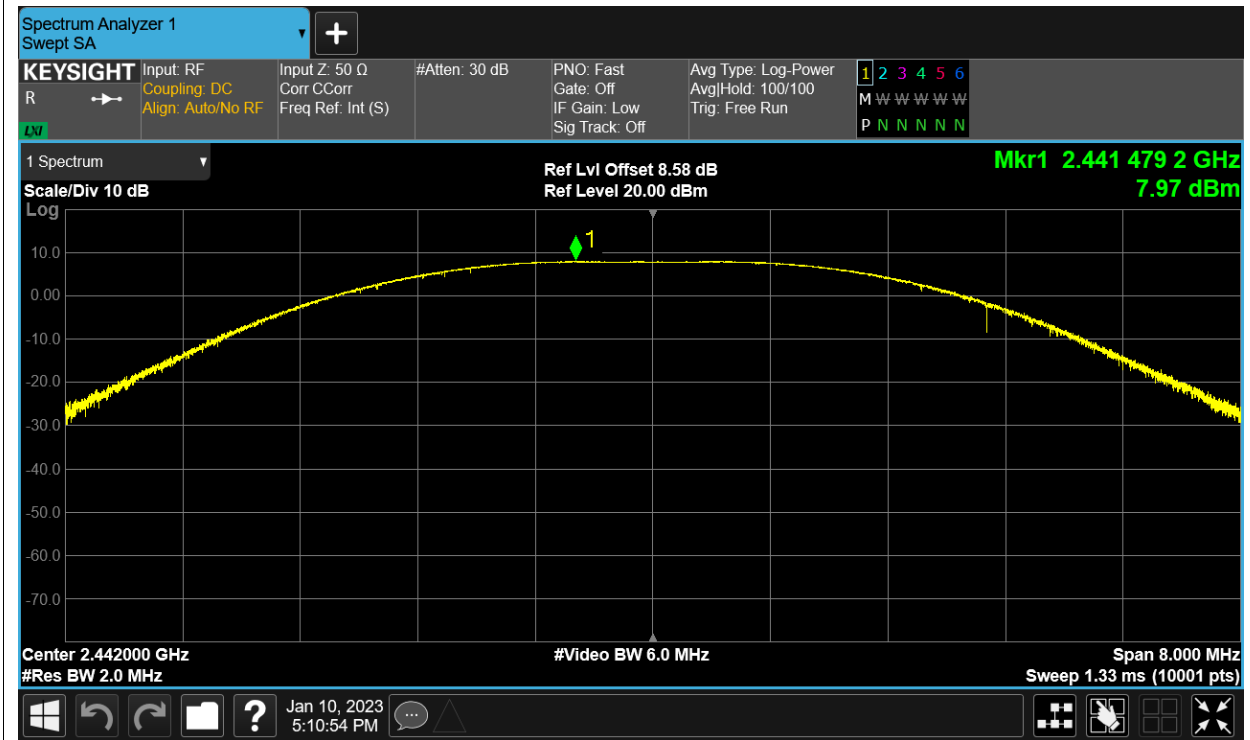 Spectrum Analyzer 1
Swept SA
KEYSIGHT
R
LXI
Input: RF
Coupling: DC
Align: Auto/No RF
Input Z: 50 Ω
Corr CCorr
Freq Ref: Int (S)
#Atten: 30 dB
PNO: Fast
Gate: Off
IF Gain: Low
Sig Track: Off
Avg Type: Log-Power
Avg|Hold: 100/100
Trig: Free Run
1 2 3 4 5 6
M W W W W W
P N N N N N
1 Spectrum
Scale/Div 10 dB
Log
Ref Lvl Offset 8.58 dB
Ref Level 20.00 dBm
Mkr1 2.441 479 2 GHz
7.97 dBm
1
10.0
0.00
-10.0
-20.0
-30.0
-40.0
-50.0
-60.0
-70.0
Center 2.442000 GHz
#Res BW 2.0 MHz
#Video BW 6.0 MHz
Span 8.000 MHz
Sweep 1.33 ms (10001 pts)
?
Jan 10, 2023
5:10:54 PM